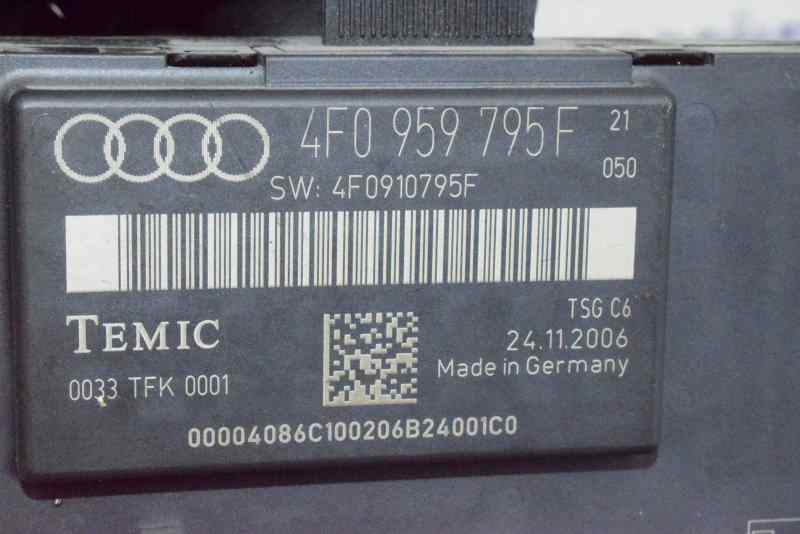 4F0 959 795 F 21
050
SW: 4F0910795F
TEMIC
TSG C6
24.11.2006
Made in Germany
0033 TFK 0001
00004086C100206B24001C0